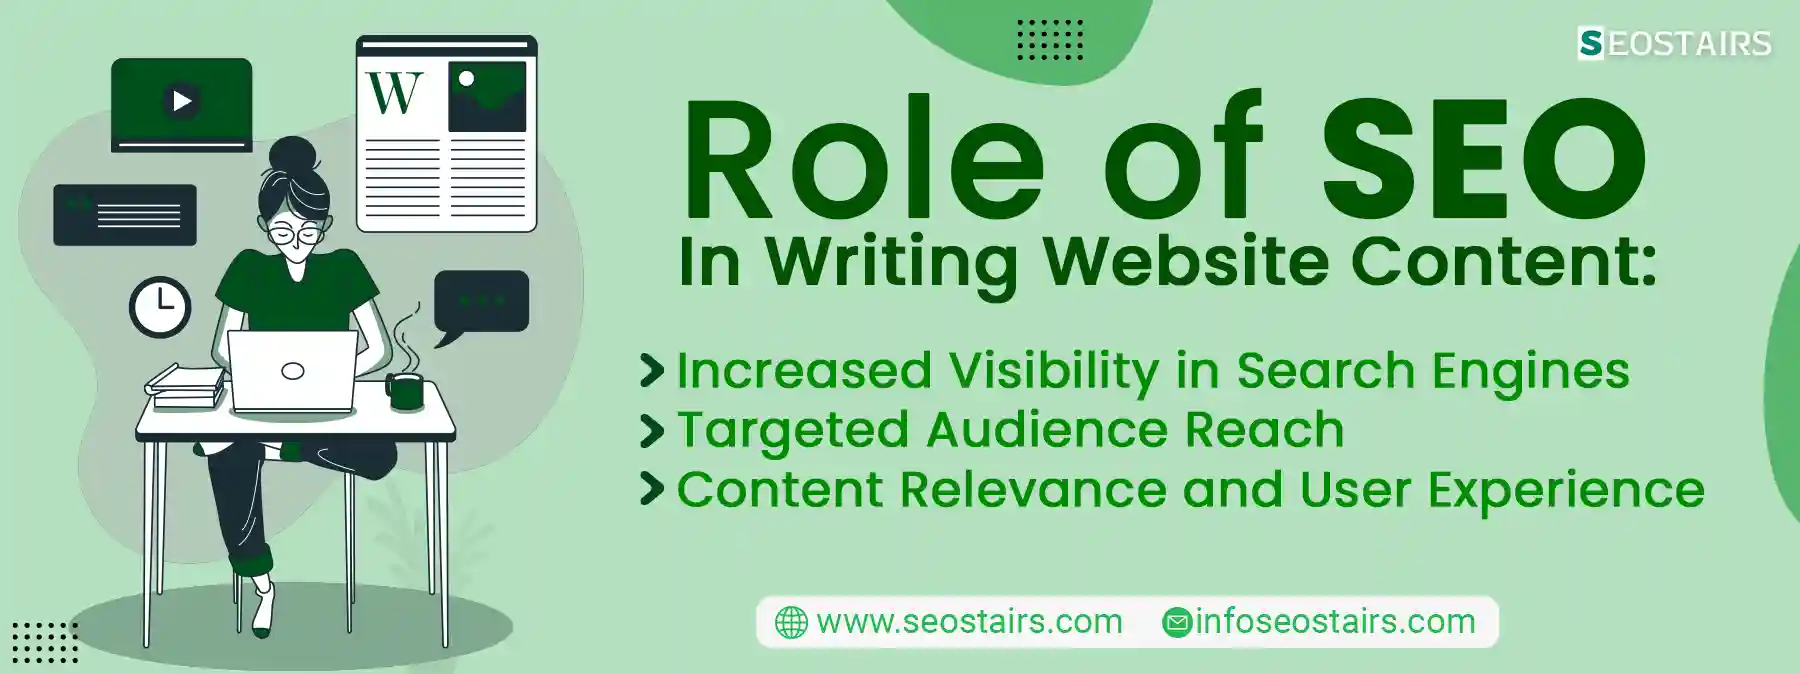 SEOSTAIRS
W
Role of SEO
In Writing Website Content:
Increased Visibility in Search Engines
Targeted Audience Reach
Content Relevance and User Experience
www.seostairs.com
infoseostairs.com